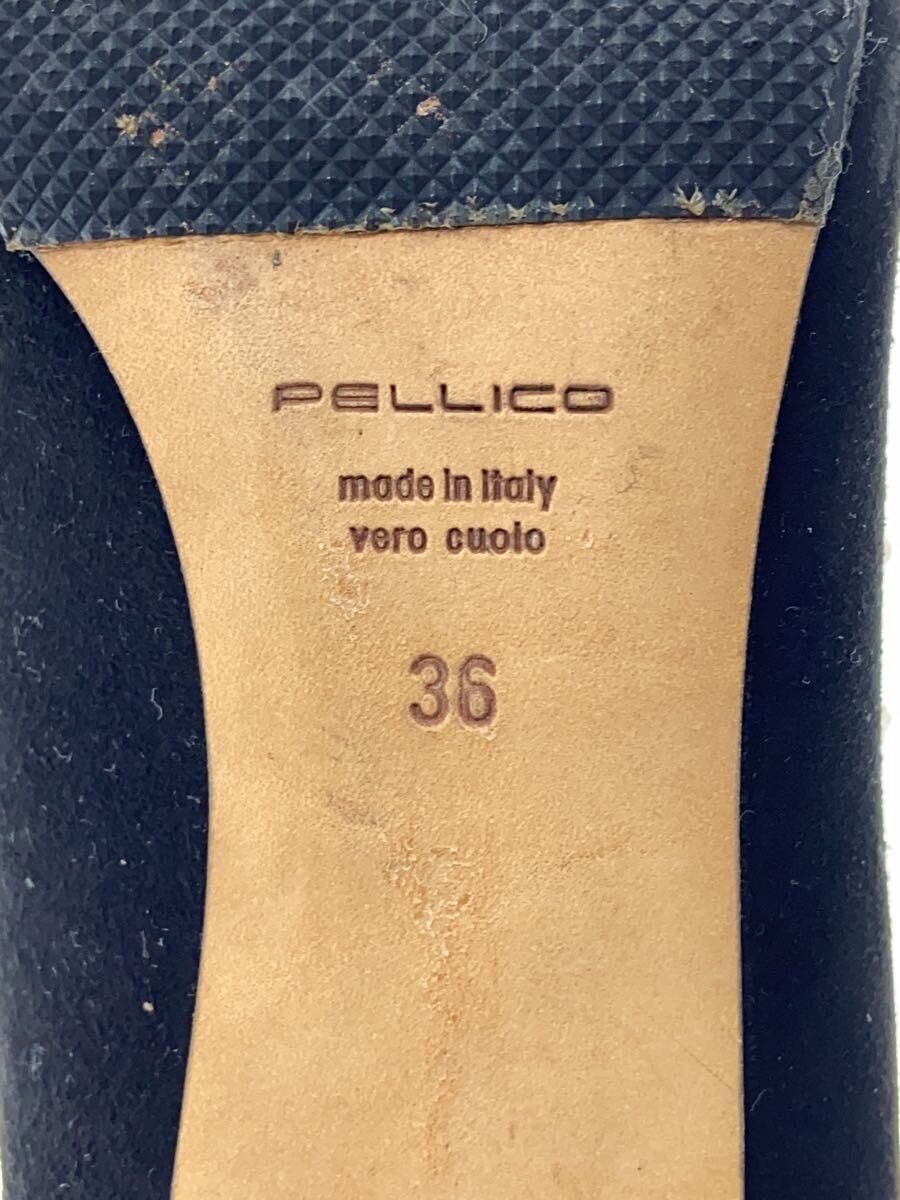 PELLICO
made in Italy
vero cuoio
36